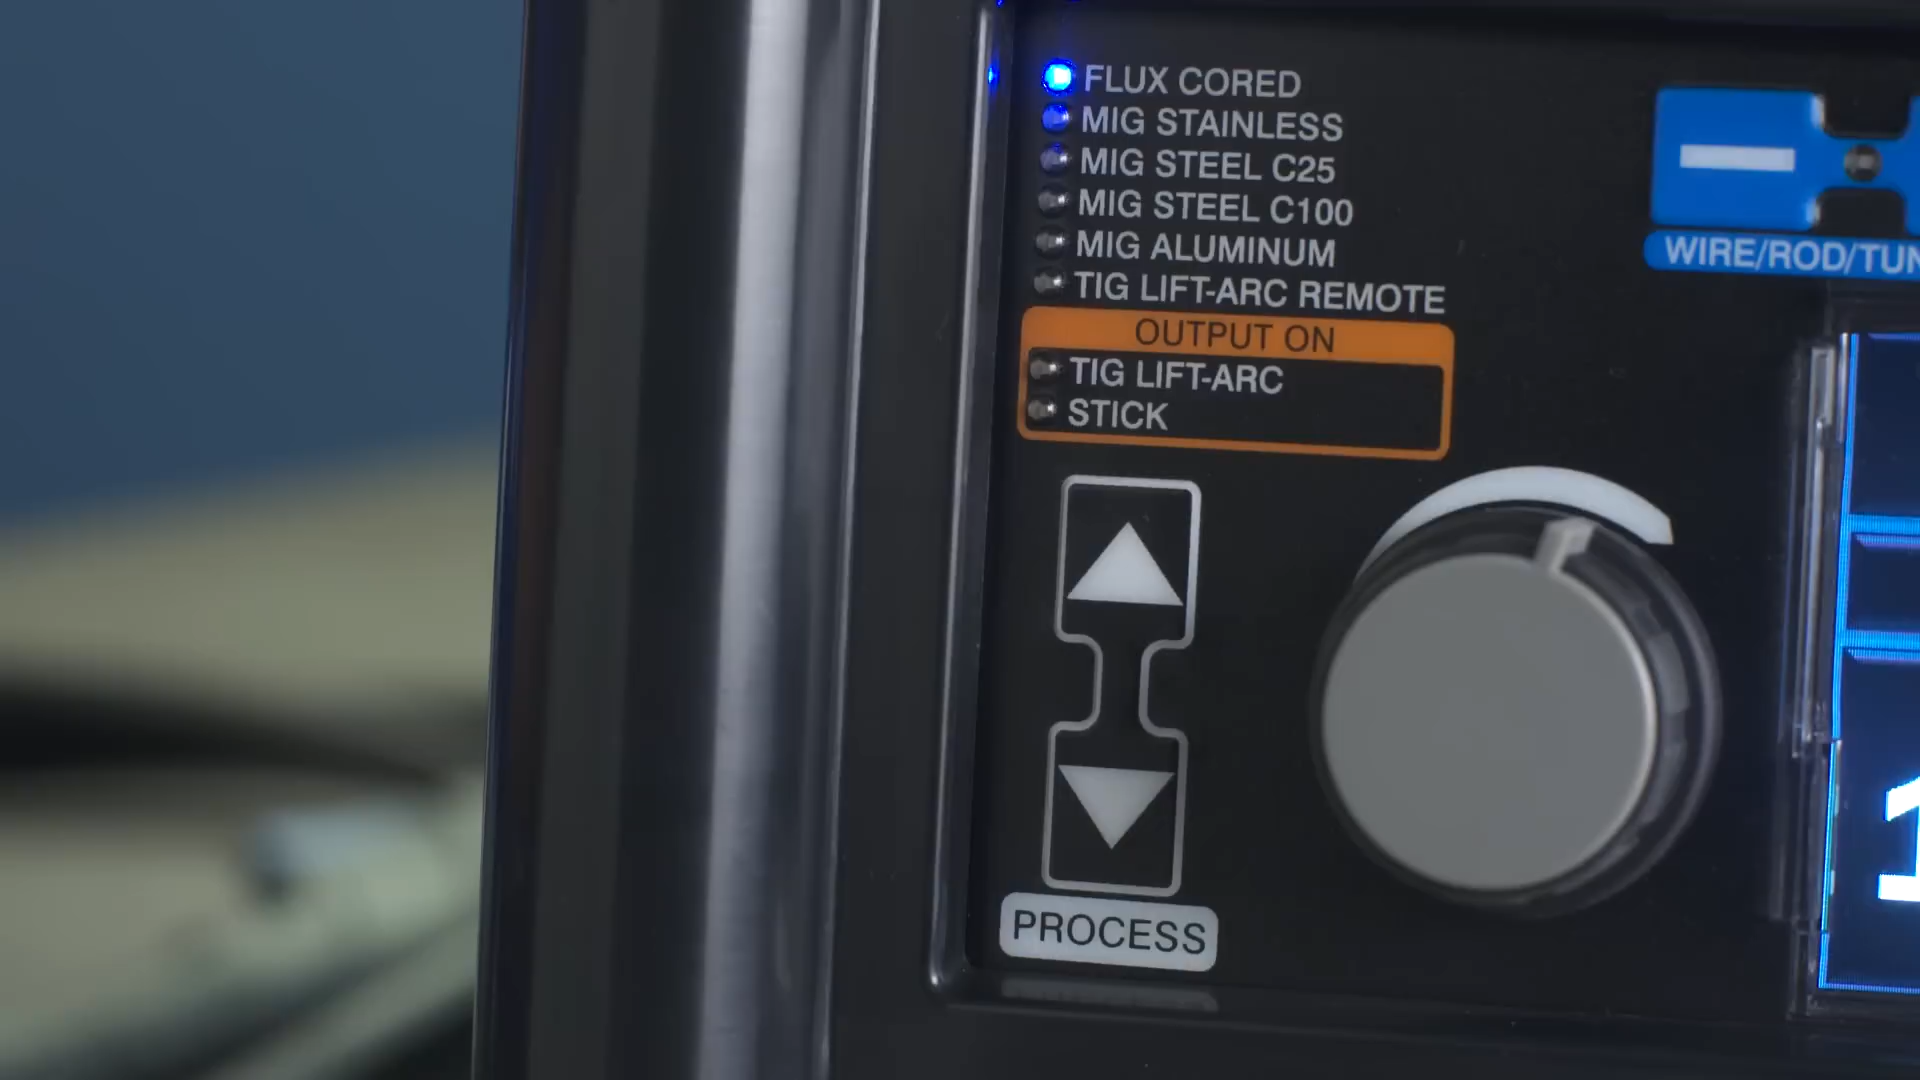 FLUX CORED
MIG STAINLESS
MIG STEEL C25
MIG STEEL C100
MIG ALUMINUM
TIG LIFT-ARC REMOTE
OUTPUT ON
TIG LIFT-ARC
STICK
PROCESS
WIRE/ROD/TUN
1